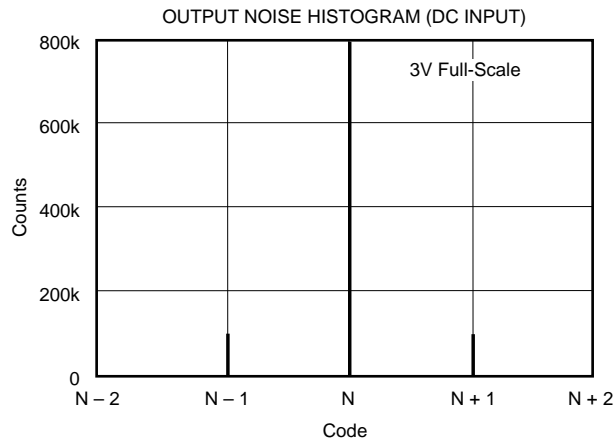 OUTPUT NOISE HISTOGRAM (DC INPUT)
800k
3V Full-Scale
600k
Counts
400k
200k
0
N – 2
N – 1
N
N + 1
N + 2
Code